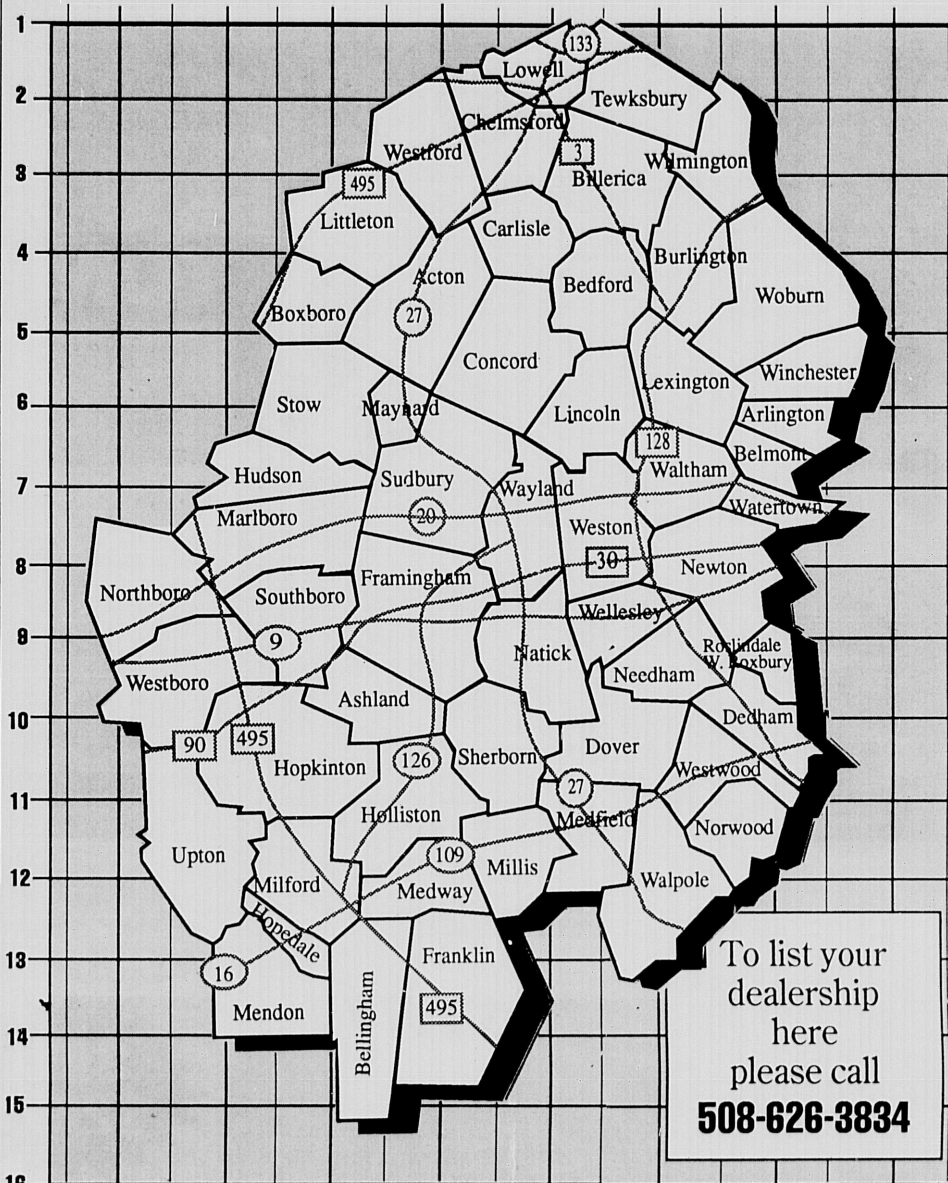 1
133
Lowell
2
Tewksbury
Chelmsford
Westford
3
Wilmington
3
Billerica
495
Littleton
Carlisle
4
Burlington
Acton
Bedford
Woburn
Boxboro
27
5
Concord
Winchester
Lexington
6
Stow
Maynard
Lincoln
Arlington
128
Belmont
Waltham
Hudson
Sudbury
7
Wayland
Marlboro
20
Watertown
Weston
8
30
Newton
Framingham
Northboro
Southboro
Wellesley
9
9
Roslindale
W. Roxbury
Natick
Needham
Westboro
Ashland
10
Dedham
90
495
Dover
Sherborn
126
Hopkinton
Westwood
27
11
Holliston
Medfield
Norwood
Upton
109
Millis
12
Milford
Medway
Walpole
Hopedale
Franklin
13
16
Bellingham
495
Mendon
14
15
16
To list your
dealership
here
please call
508-626-3834